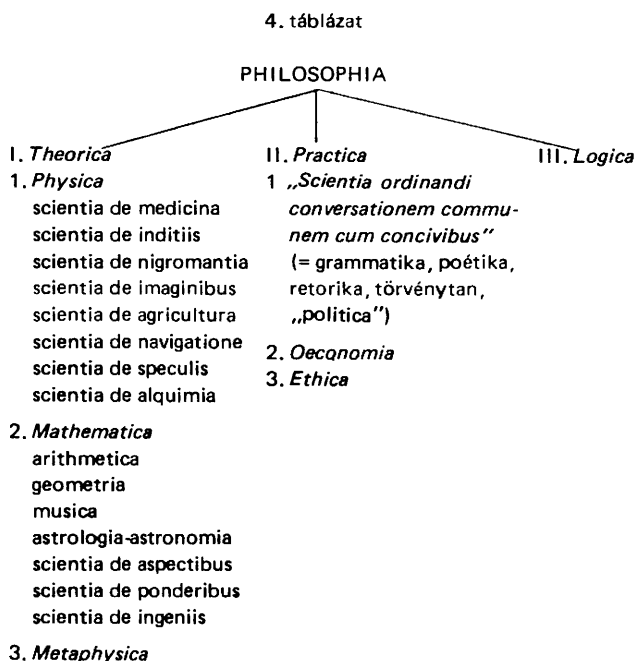 4. táblázat
PHILOSOPHIA
I. Theorica
1. Physica
scientia de medicina
scientia de inditiis
scientia de nigromantia
scientia de imaginibus
scientia de agricultura
scientia de navigatione
scientia de speculis
scientia de alquimia
2. Mathematica
arithmetica
geometria
musica
astrologia-astronomia
scientia de aspectibus
scientia de ponderibus
scientia de ingeniis
3. Metaphysica
II. Practica
1 „Scientia ordinandi
conversationem commu-
nem cum concivibus”
(= grammatika, poétika,
retorika, törvénytan,
„politica”)
2. Oeconomia
3. Ethica
III. Logica